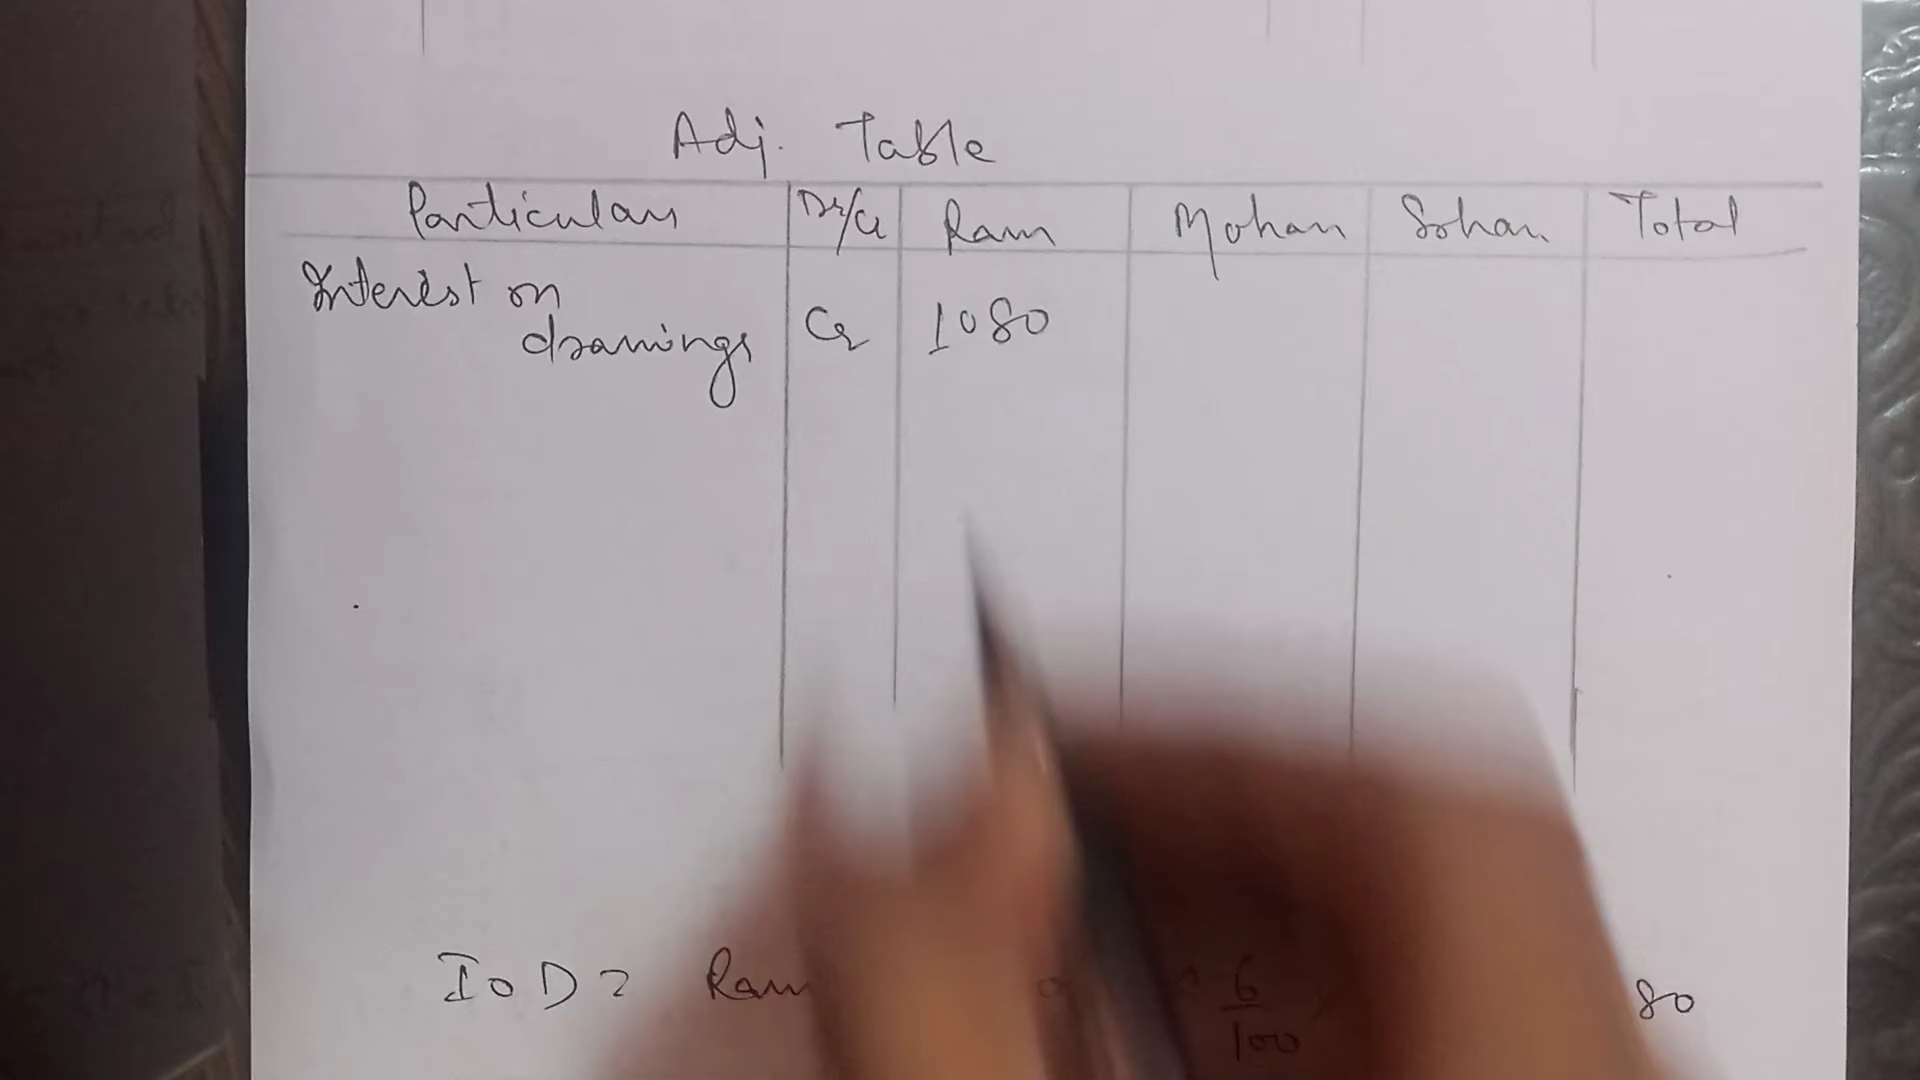 Adj. Table
Particulars Dr/Cr Ram Mohan Sohan Total
Interest on
drawings Cr 1080
IOD = Ram 6
100 80